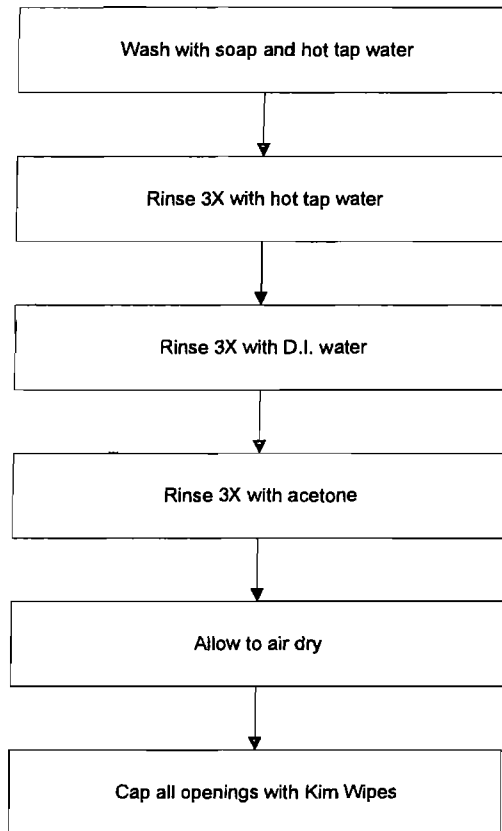 Wash with soap and hot tap water
Rinse 3X with hot tap water
Rinse 3X with D.I. water
Rinse 3X with acetone
Allow to air dry
Cap all openings with Kim Wipes